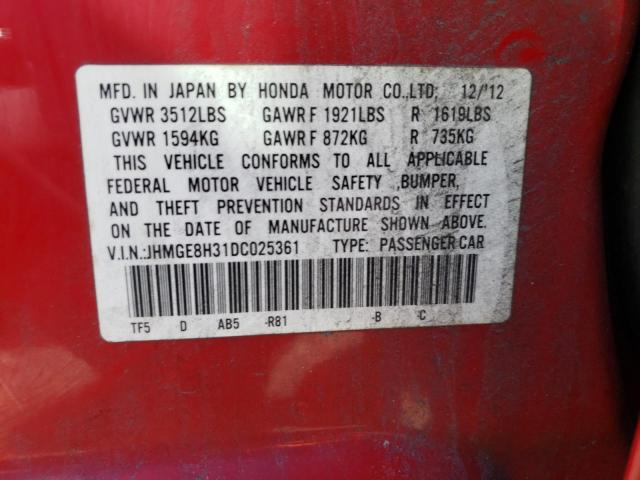 MFD. IN JAPAN BY HONDA MOTOR CO.,LTD; 12/'12
GVWR 3512LBS GAWR F 1921LBS R 1619LBS
GVWR 1594KG GAWR F 872KG R 735KG
THIS VEHICLE CONFORMS TO ALL APPLICABLE
FEDERAL MOTOR VEHICLE SAFETY ,BUMPER,
AND THEFT PREVENTION STANDARDS IN EFFECT
ON THE DATE OF MANUFACTURE SHOWN ABOVE.
V.I.N.:JHMGE8H31DC025361 TYPE: PASSENGER CAR
TF5 D AB5 -R81 -B -C